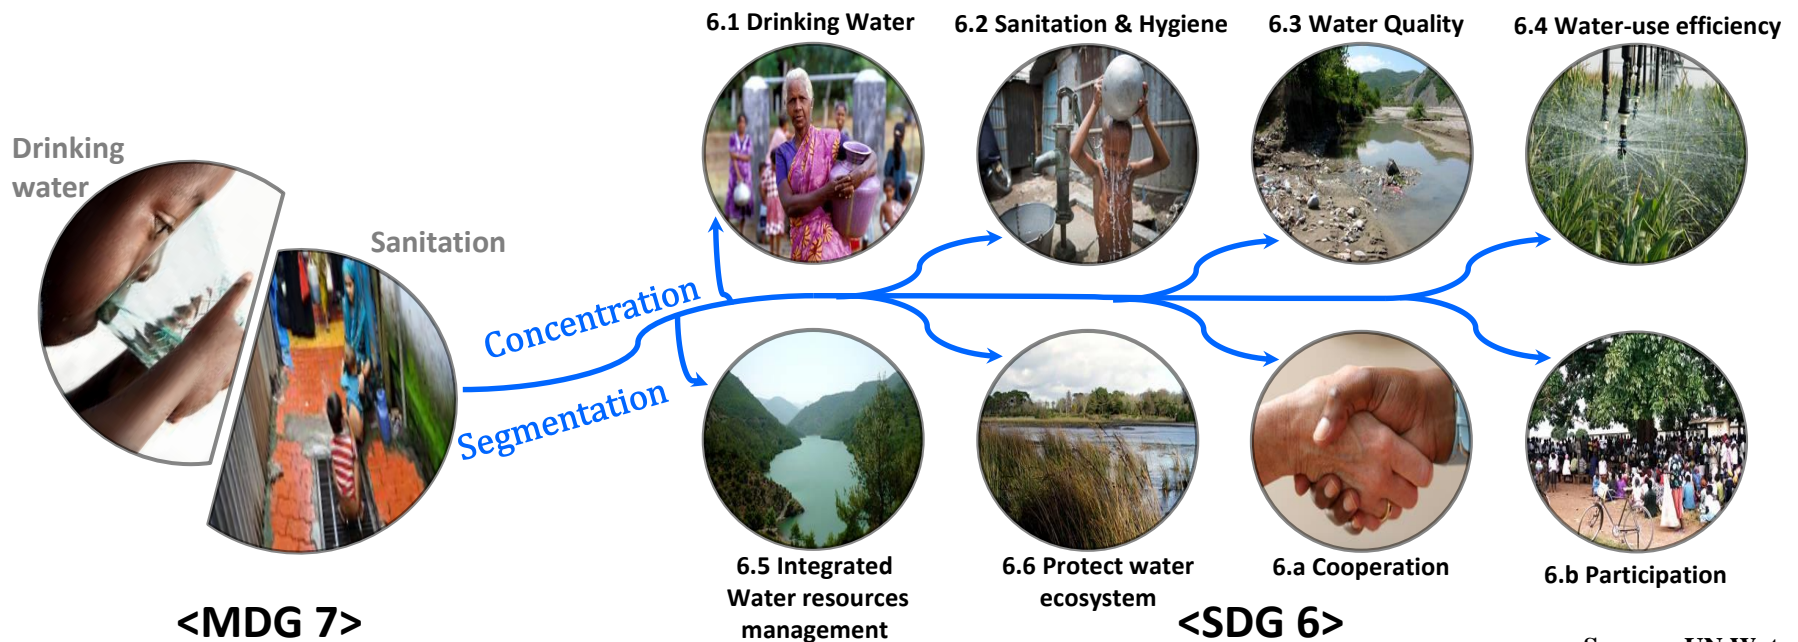 6.1 Drinking Water
6.2 Sanitation & Hygiene
6.3 Water Quality
6.4 Water-use efficiency
Drinking
water
Sanitation
Concentration
Segmentation
6.5 Integrated
Water resources
management
6.6 Protect water
ecosystem
6.a Cooperation
6.b Participation
<MDG 7>
<SDG 6>